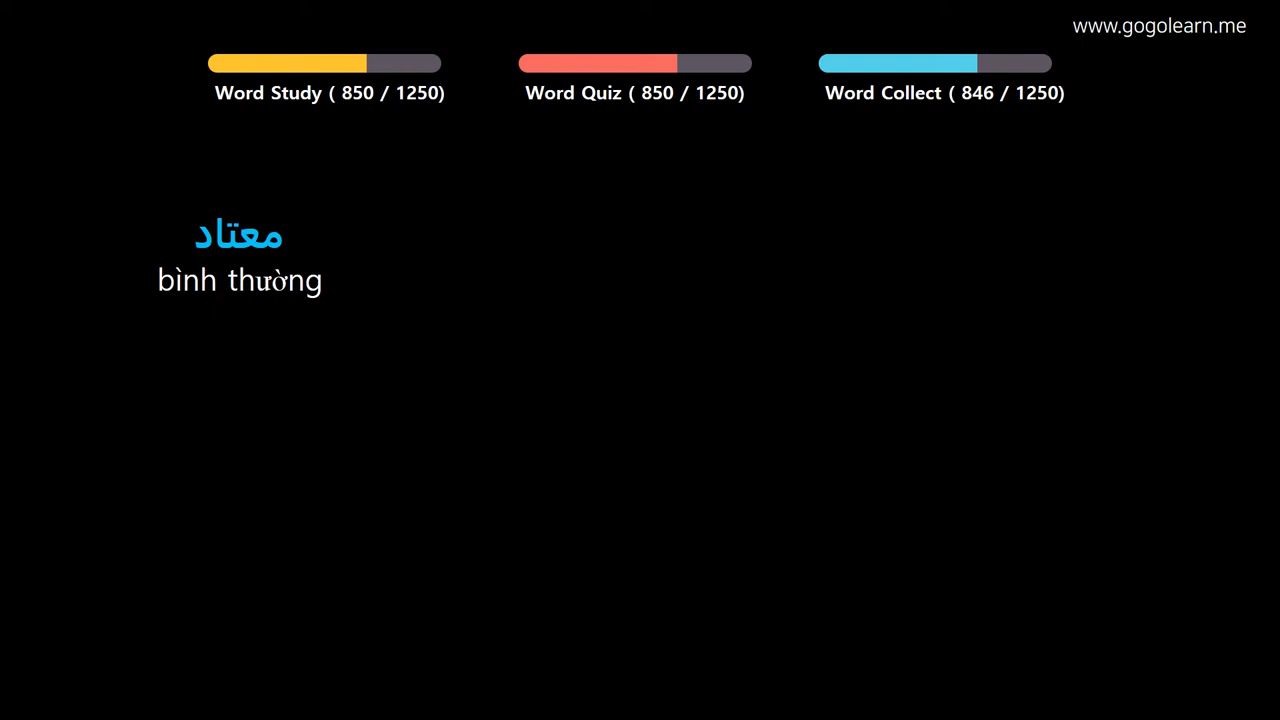 www.gogolearn.me
Word Study ( 850 / 1250)
Word Quiz ( 850 / 1250)
Word Collect ( 846 / 1250)
معتاد
bình thường